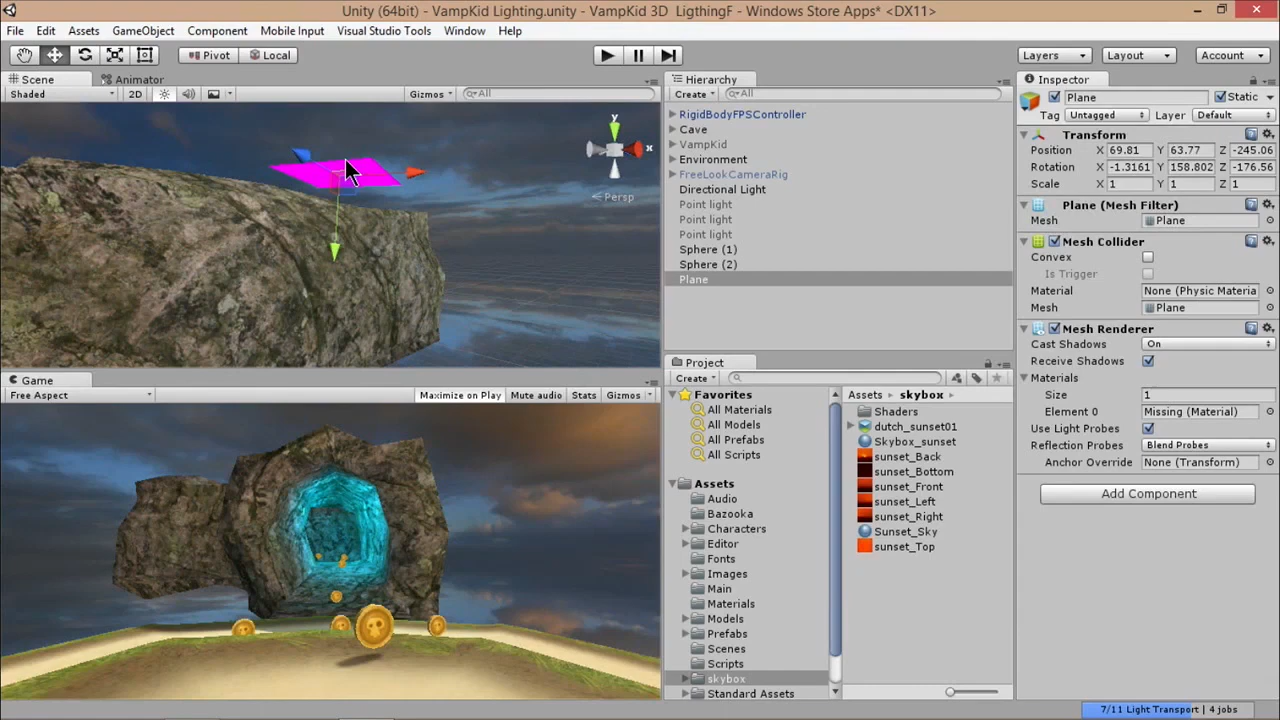 Unity (64bit) - VampKid Lighting.unity - VampKid 3D LigthingF - Windows Store Apps* <DX11>
File Edit Assets GameObject Component Mobile Input Visual Studio Tools Window Help
Pivot Local Layers Layout Account
Scene Animator
Shaded 2D Gizmos All
y
x
Persp
Game
Free Aspect Maximize on Play Mute audio Stats Gizmos
Hierarchy
Create All
RigidBodyFPSController
Cave
VampKid
Environment
FreeLookCameraRig
Directional Light
Point light
Point light
Point light
Sphere (1)
Sphere (2)
Plane
Project
Create
Favorites
All Materials
All Models
All Prefabs
All Scripts
Assets
Audio
Bazooka
Characters
Editor
Fonts
Images
Main
Materials
Models
Prefabs
Scenes
Scripts
skybox
Standard Assets
Assets skybox
Shaders
dutch_sunset01
Skybox_sunset
sunset_Back
sunset_Bottom
sunset_Front
sunset_Left
sunset_Right
Sunset_Sky
sunset_Top
Inspector
Plane Static
Tag Untagged Layer Default
Transform
Position X 69.81 Y 63.77 Z -245.06
Rotation X -1.3161 Y 158.802 Z -176.56
Scale X 1 Y 1 Z 1
Plane (Mesh Filter)
Mesh Plane
Mesh Collider
Convex
Is Trigger
Material None (Physic Materia
Mesh Plane
Mesh Renderer
Cast Shadows On
Receive Shadows
Materials
Size 1
Element 0 Missing (Material)
Use Light Probes
Reflection Probes Blend Probes
Anchor Override None (Transform)
Add Component
7/11 Light Transport | 4 jobs